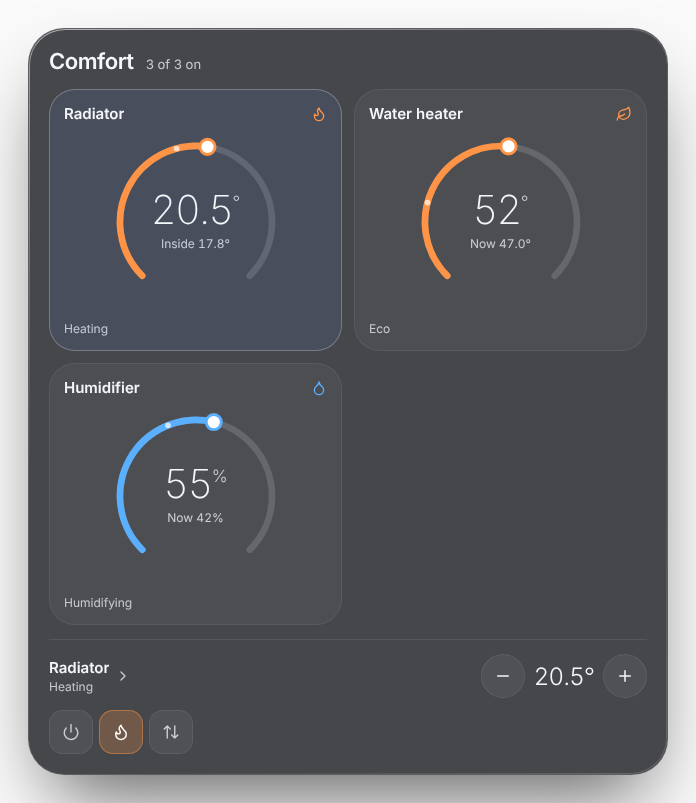 Comfort 3 of 3 on
Radiator
20.5°
Inside 17.8°
Heating
Water heater
52°
Now 47.0°
Eco
Humidifier
55%
Now 42%
Humidifying
Radiator
Heating
20.5°